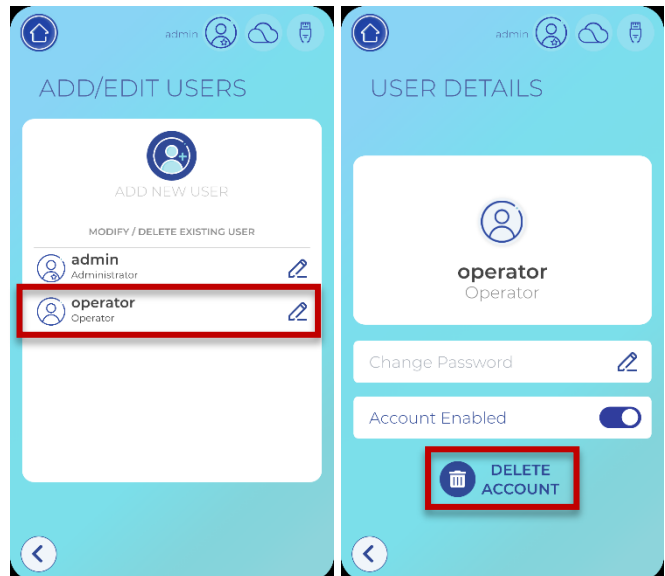 admin
ADD/EDIT USERS
ADD NEW USER
MODIFY / DELETE EXISTING USER
admin
Administrator
operator
Operator
admin
USER DETAILS
operator
Operator
Change Password
Account Enabled
DELETE
ACCOUNT